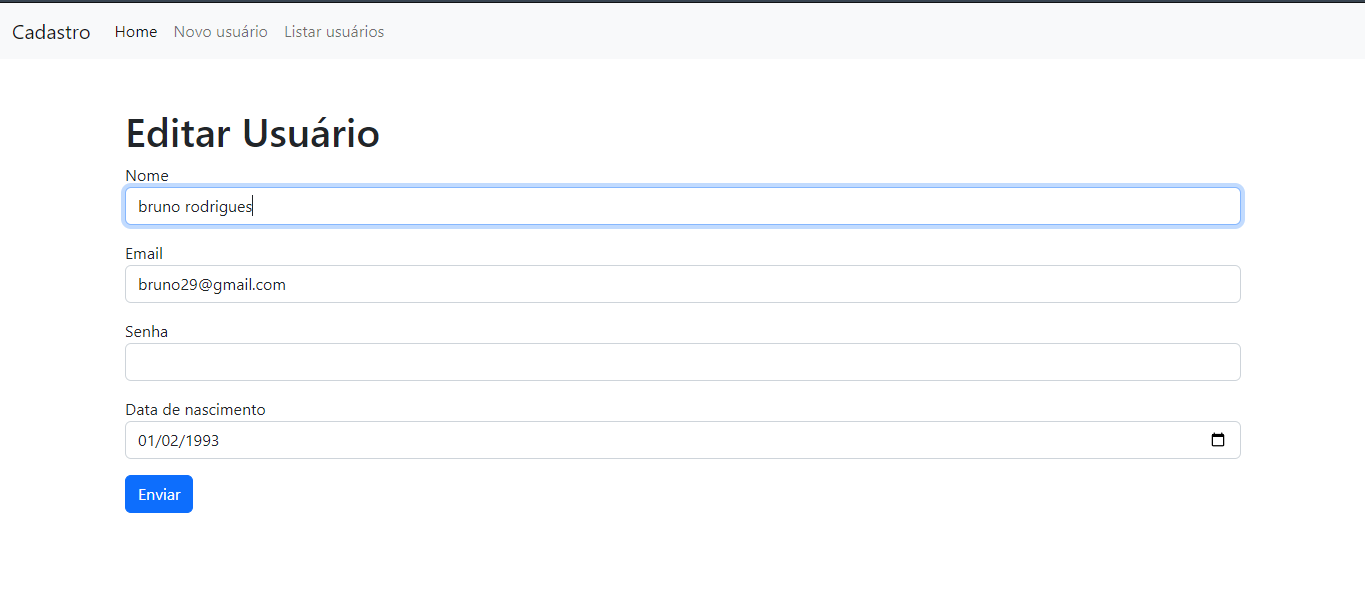 Cadastro Home Novo usuário Listar usuários
Editar Usuário
Nome
bruno rodrigues
Email
bruno29@gmail.com
Senha
Data de nascimento
01/02/1993
Enviar